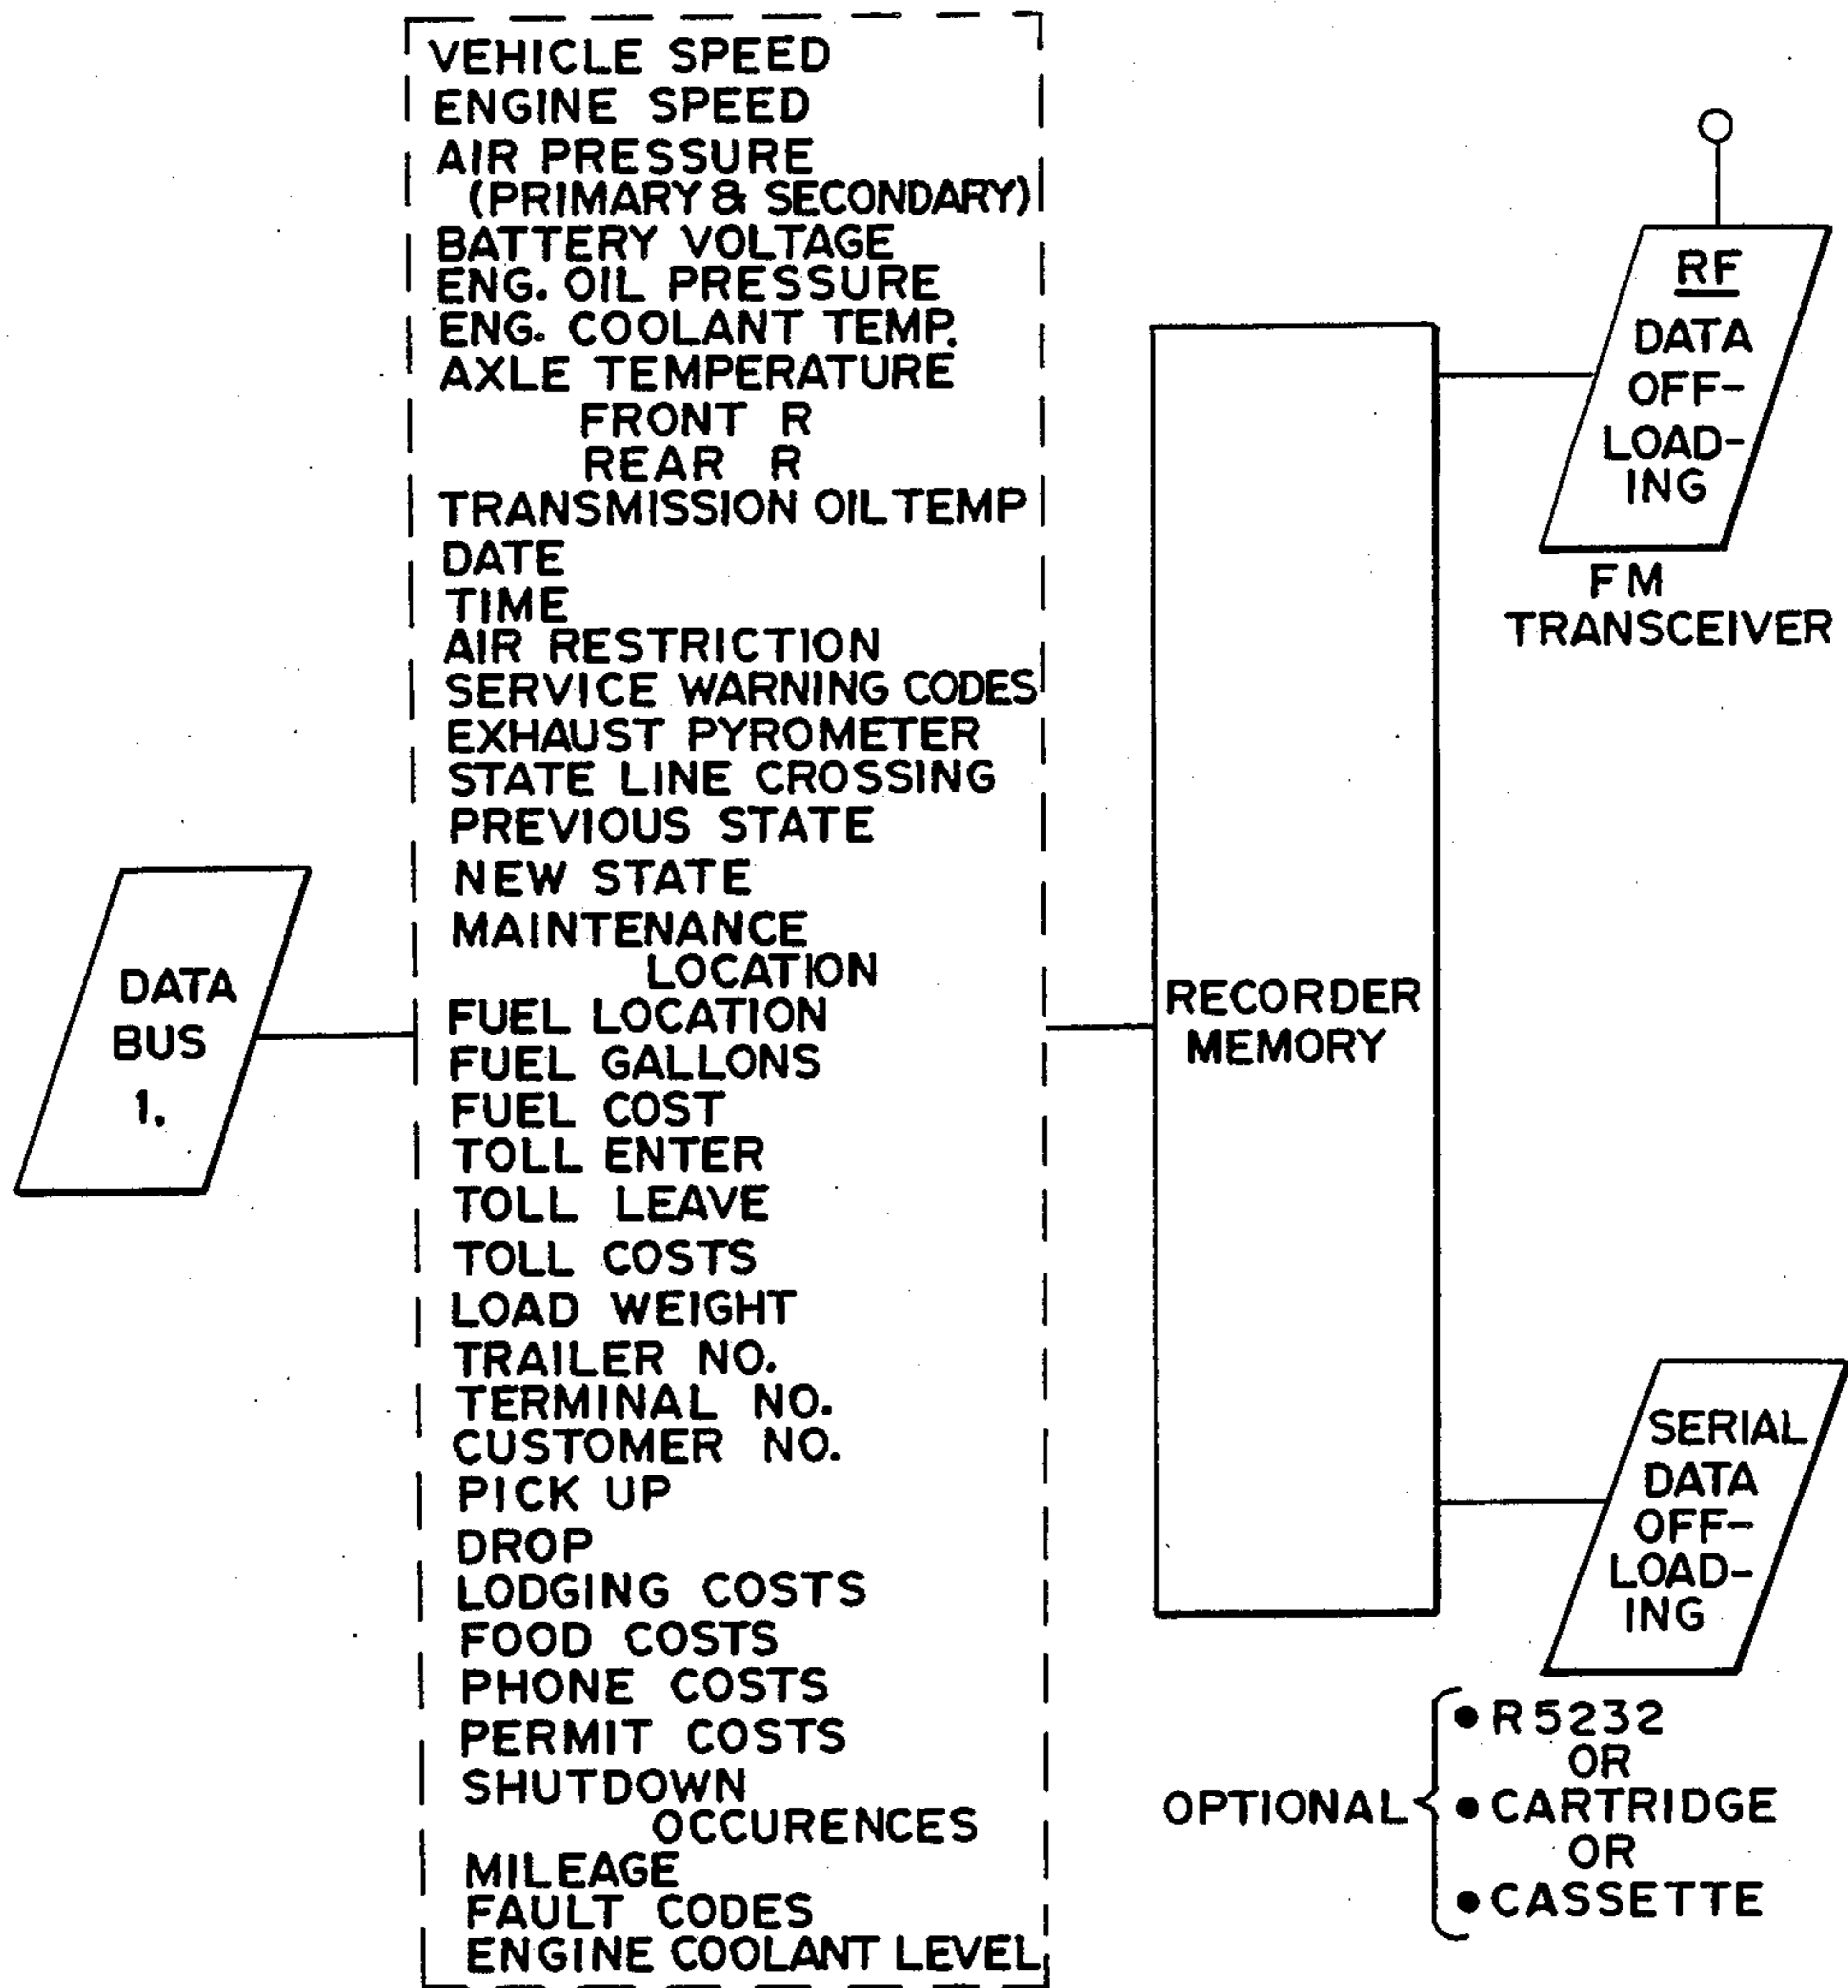 VEHICLE SPEED
ENGINE SPEED
AIR PRESSURE
(PRIMARY & SECONDARY)
BATTERY VOLTAGE
ENG. OIL PRESSURE
ENG. COOLANT TEMP.
AXLE TEMPERATURE
FRONT R
REAR R
TRANSMISSION OIL TEMP
DATE
TIME
AIR RESTRICTION
SERVICE WARNING CODES
EXHAUST PYROMETER
STATE LINE CROSSING
PREVIOUS STATE
NEW STATE
MAINTENANCE
LOCATION
FUEL LOCATION
FUEL GALLONS
FUEL COST
TOLL ENTER
TOLL LEAVE
TOLL COSTS
LOAD WEIGHT
TRAILER NO.
TERMINAL NO.
CUSTOMER NO.
PICK UP
DROP
LODGING COSTS
FOOD COSTS
PHONE COSTS
PERMIT COSTS
SHUTDOWN
OCCURENCES
MILEAGE
FAULT CODES
ENGINE COOLANT LEVEL
DATA
BUS
1.
RECORDER
MEMORY
RF
DATA
OFF-
LOAD-
ING
FM
TRANSCEIVER
SERIAL
DATA
OFF-
LOAD-
ING
OPTIONAL
● R5232
OR
● CARTRIDGE
OR
● CASSETTE